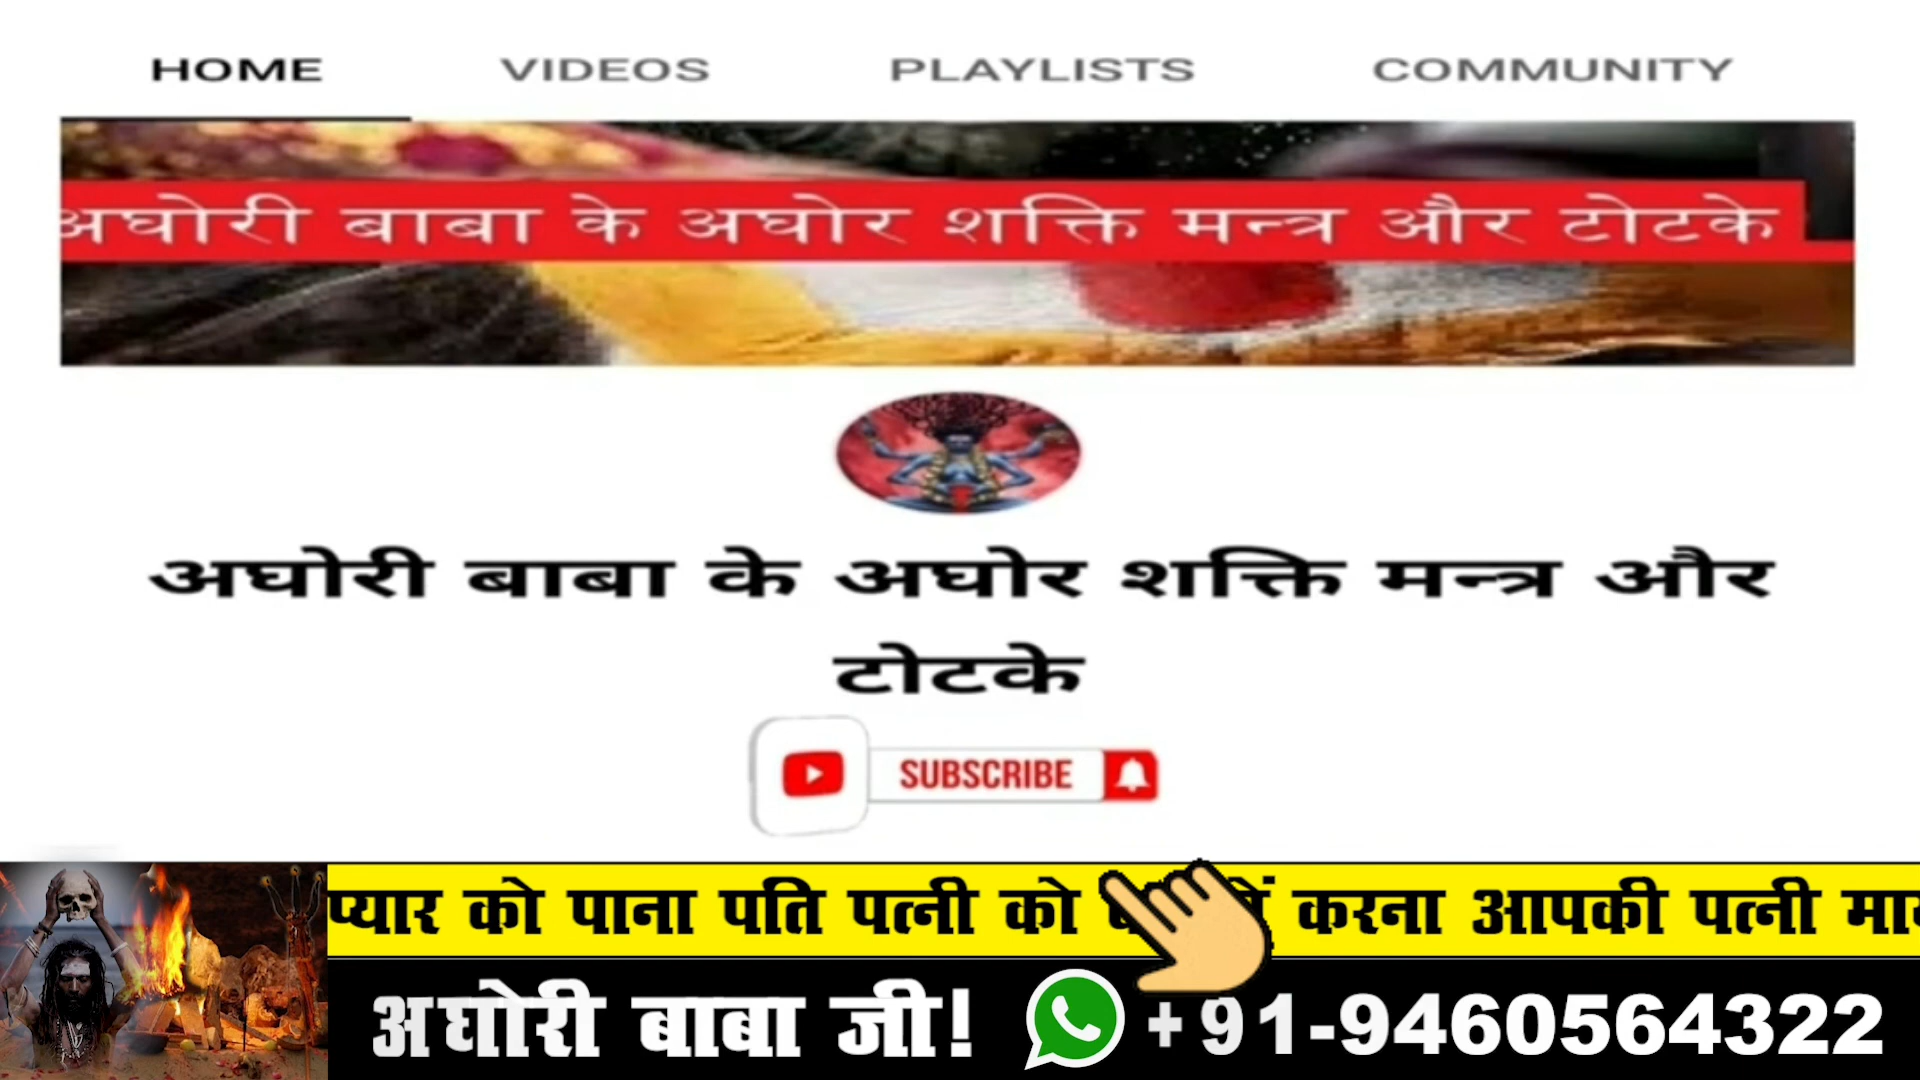 HOME VIDEOS PLAYLISTS COMMUNITY
अघोरी बाबा के अघोर शक्ति मन्त्र और टोटके
अघोरी बाबा के अघोर शक्ति मन्त्र और
टोटके
SUBSCRIBE
प्यार को पाना पति पत्नी को करना आपकी पत्नी
अघोरी बाबा जी! +91-9460564322